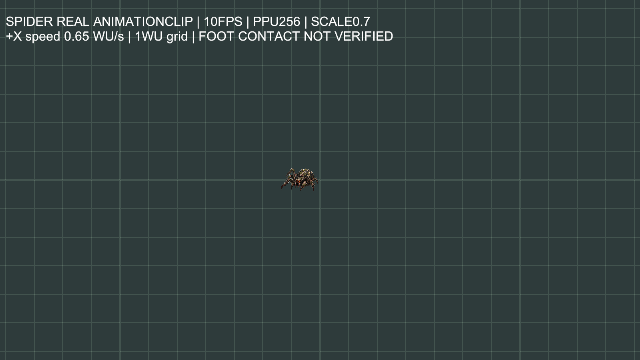 SPIDER REAL ANIMATIONCLIP | 10FPS | PPU256 | SCALE0.7
+X speed 0.65 WU/s | 1WU grid | FOOT CONTACT NOT VERIFIED